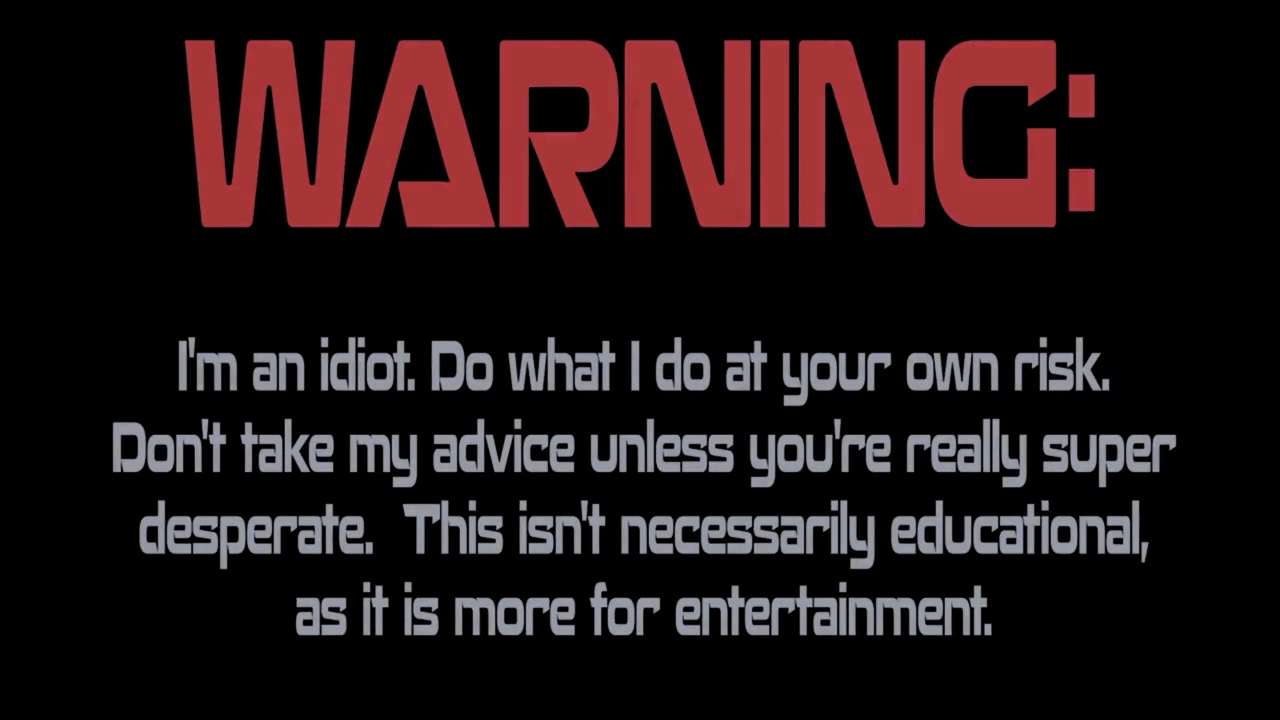 WARNING:
I'm an idiot. Do what I do at your own risk.
Don't take my advice unless you're really super
desperate.  This isn't necessarily educational,
as it is more for entertainment.